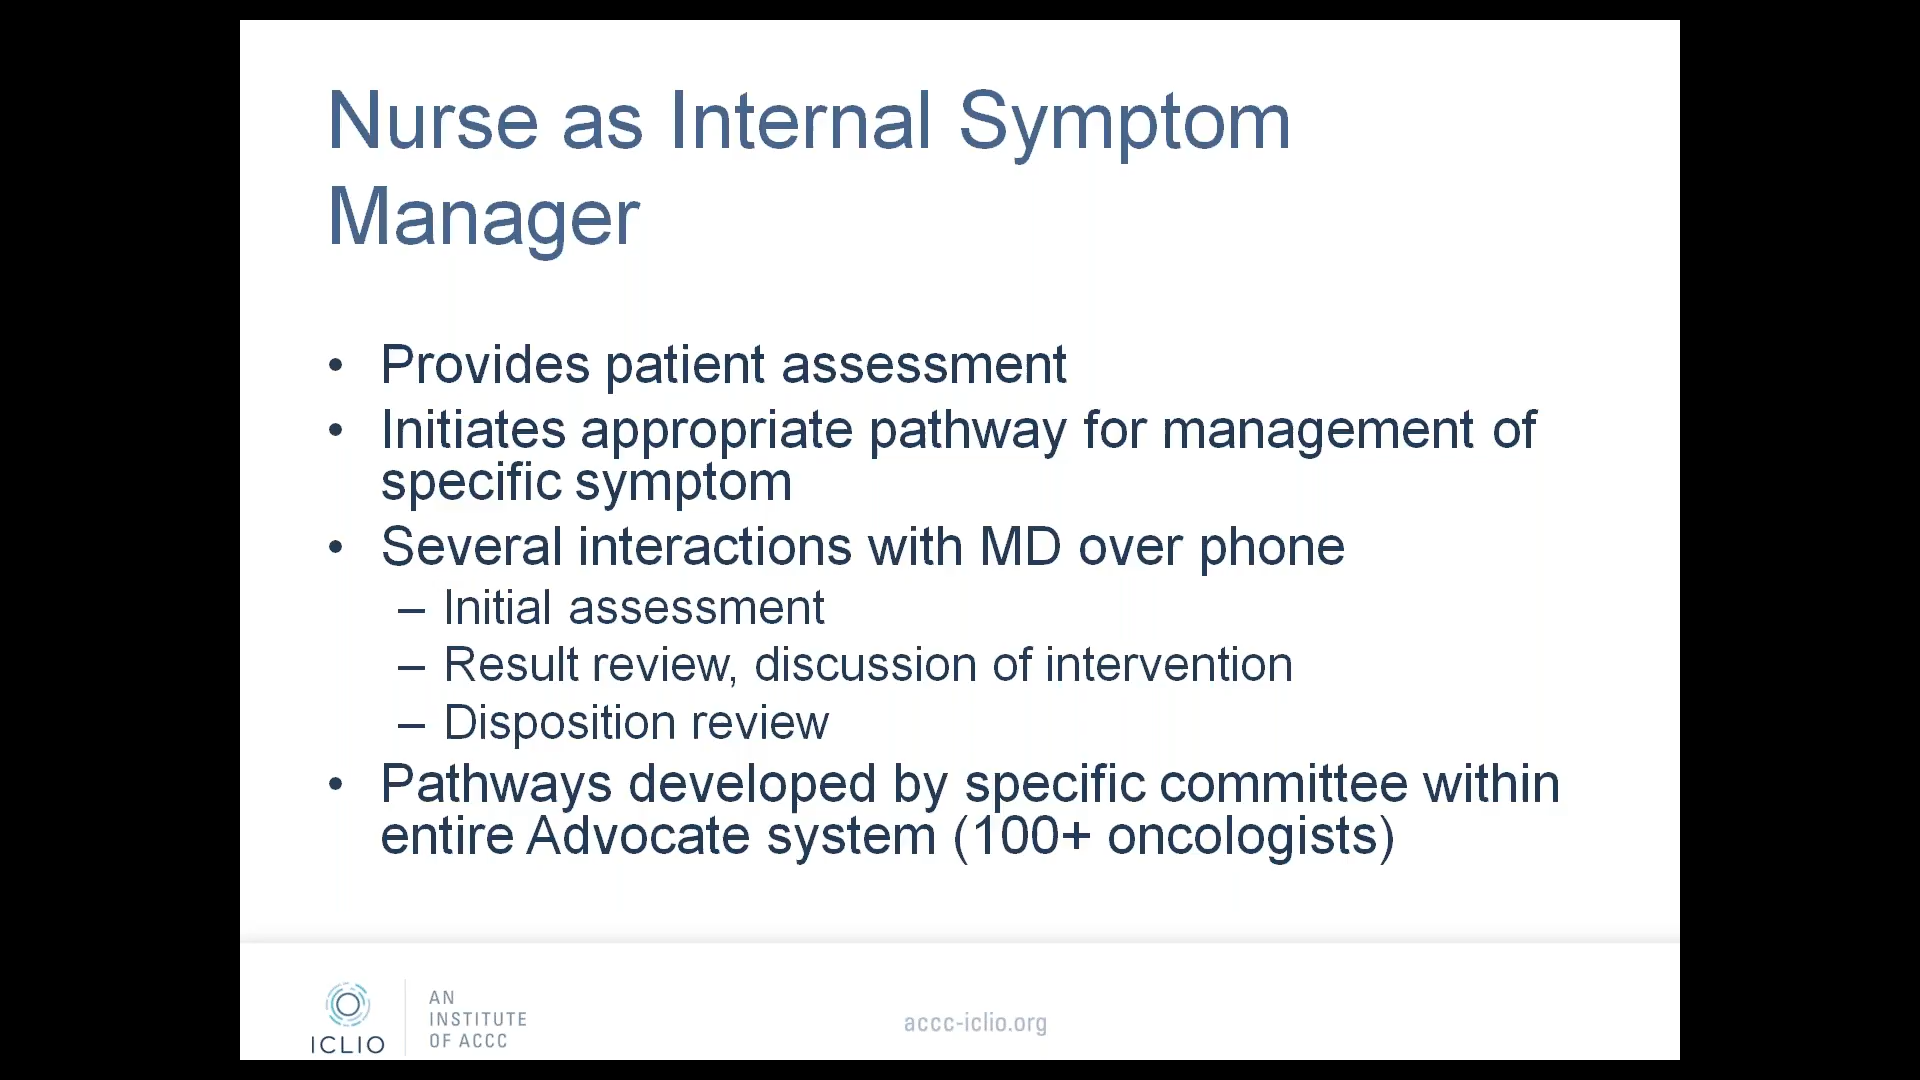 Nurse as Internal Symptom
Manager
• Provides patient assessment
• Initiates appropriate pathway for management of
specific symptom
• Several interactions with MD over phone
– Initial assessment
– Result review, discussion of intervention
– Disposition review
• Pathways developed by specific committee within
entire Advocate system (100+ oncologists)
ICLIO
AN
INSTITUTE
OF ACCC
accc-iclio.org